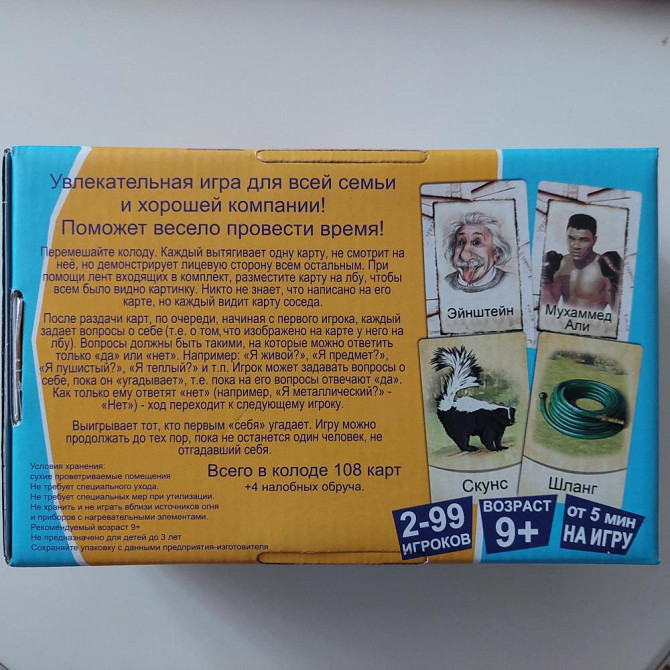 Увлекательная игра для всей семьи
и хорошей компании!
Поможет весело провести время!
Перемешайте колоду. Каждый вытягивает одну карту, не смотрит на
неё, но демонстрирует лицевую сторону всем остальным. При
помощи лент входящих в комплект, разместите карту на лбу, чтобы
всем было видно картинку. Никто не знает, что написано на его
карте, но каждый видит карту соседа.
После раздачи карт, по очереди, начиная с первого игрока, каждый
задает вопросы о себе (т.е. о том,что изображено на карте у него на
лбу). Вопросы должны быть такими, на которые можно ответить
только «да» или «нет». Например: «Я живой?», «Я предмет?»,
«Я пушистый?», «Я теплый?» и т.п. Игрок может задавать вопросы о
себе, пока он «угадывает», т.е. пока на его вопросы отвечают «да».
Как только ему ответят «нет» (например, «Я металлический?» -
«Нет») - ход переходит к следующему игроку.
Выигрывает тот, кто первым «себя» угадает. Игру можно
продолжать до тех пор, пока не останется один человек, не
отгадавший себя.
Всего в колоде 108 карт
+4 налобных обруча.
Условия хранения:
сухие проветриваемые помещения
Не требует специального ухода.
Не требует специальных мер при утилизации.
Не хранить и не играть вблизи источников огня
и приборов с нагревательными элементами.
Рекомендуемый возраст 9+
Не предназначено для детей до 3 лет
Сохраняйте упаковку с данными предприятия-изготовителя
Эйнштейн
Мухаммед
Али
Скунс
Шланг
2-99
ИГРОКОВ
ВОЗРАСТ
9+
от 5 мин
НА ИГРУ